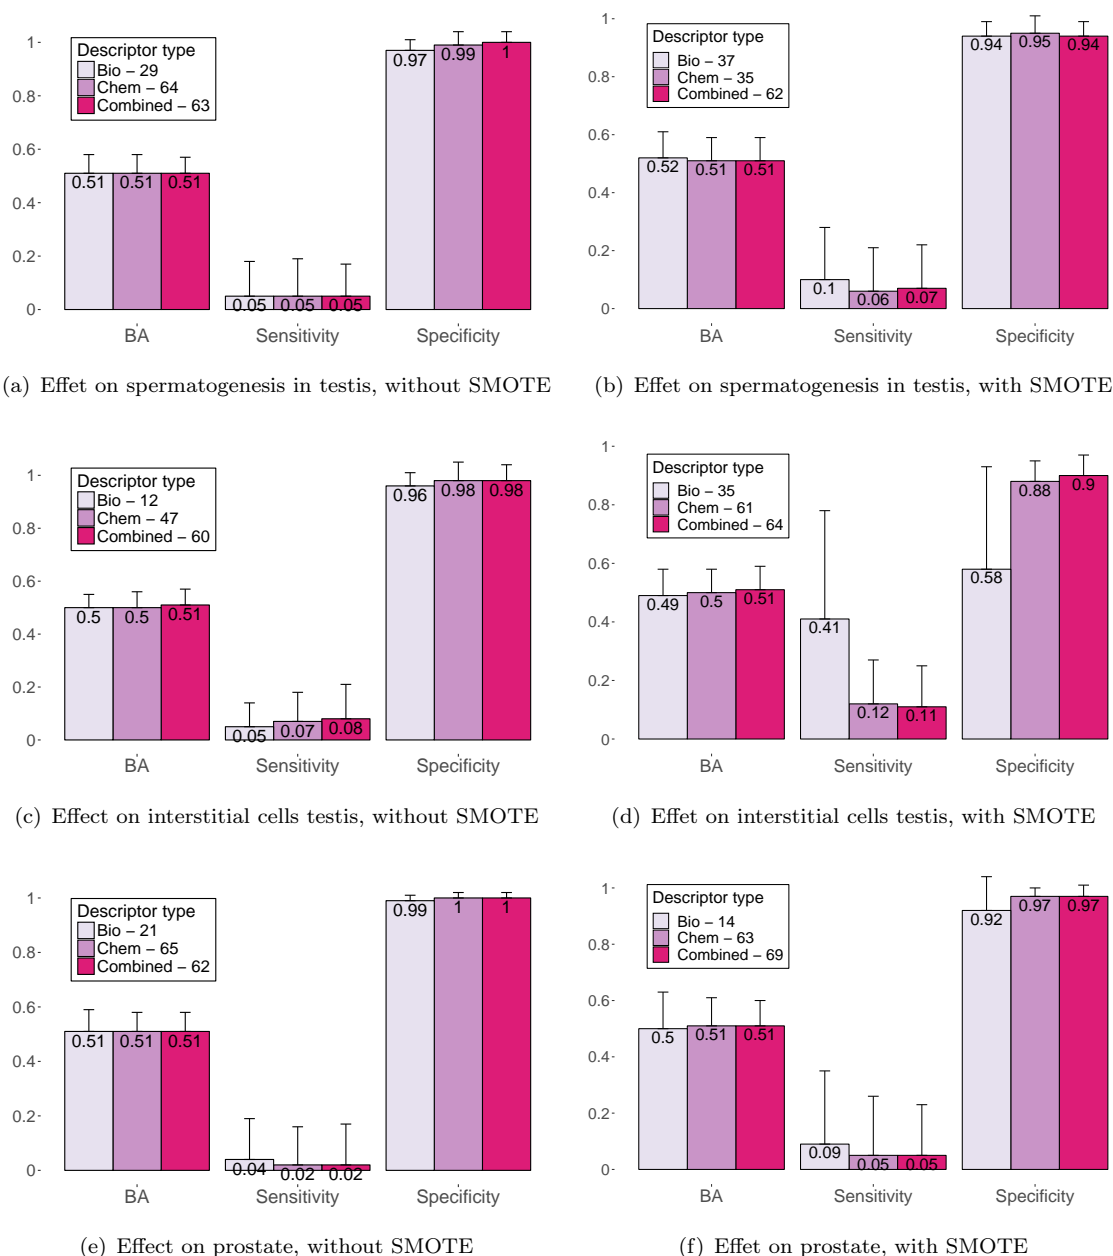 Descriptor type
Bio − 29
Chem − 64
Combined − 63
1
0.8
0.6
0.4
0.2
0
0.51
0.51
0.51
0.05
0.05
0.05
0.97
0.99
1
BA
Sensitivity
Specificity
(a) Effet on spermatogenesis in testis, without SMOTE
Descriptor type
Bio − 37
Chem − 35
Combined − 62
1
0.8
0.6
0.4
0.2
0
0.52
0.51
0.51
0.1
0.06
0.07
0.94
0.95
0.94
BA
Sensitivity
Specificity
(b) Effet on spermatogenesis in testis, with SMOTE
Descriptor type
Bio − 12
Chem − 47
Combined − 60
1
0.8
0.6
0.4
0.2
0
0.5
0.5
0.51
0.05
0.07
0.08
0.96
0.98
0.98
BA
Sensitivity
Specificity
(c) Effect on interstitial cells testis, without SMOTE
Descriptor type
Bio − 35
Chem − 61
Combined − 64
1
0.8
0.6
0.4
0.2
0
0.49
0.5
0.51
0.41
0.12
0.11
0.58
0.88
0.9
BA
Sensitivity
Specificity
(d) Effet on interstitial cells testis, with SMOTE
Descriptor type
Bio − 21
Chem − 65
Combined − 62
1
0.8
0.6
0.4
0.2
0
0.51
0.51
0.51
0.04
0.02
0.02
0.99
1
1
BA
Sensitivity
Specificity
(e) Effect on prostate, without SMOTE
Descriptor type
Bio − 14
Chem − 63
Combined − 69
1
0.8
0.6
0.4
0.2
0
0.5
0.51
0.51
0.09
0.05
0.05
0.92
0.97
0.97
BA
Sensitivity
Specificity
(f) Effet on prostate, with SMOTE